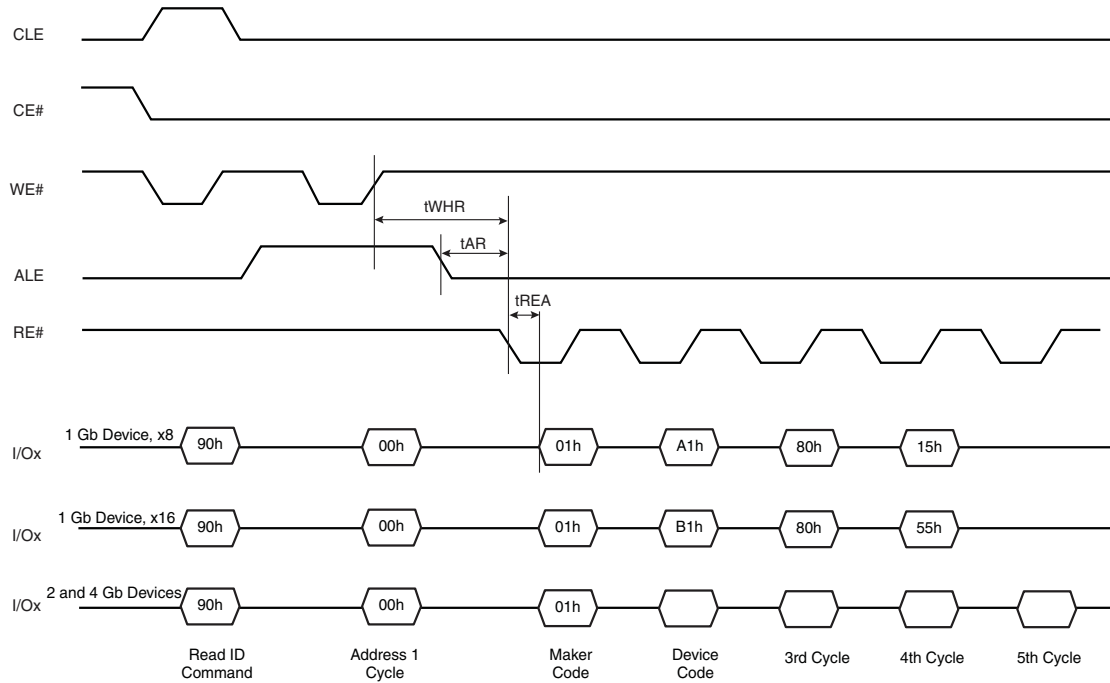 CLE
CE#
WE#
tWHR
tAR
ALE
tREA
RE#
1 Gb Device, x8
I/Ox
90h
00h
01h
A1h
80h
15h
1 Gb Device, x16
I/Ox
90h
00h
01h
B1h
80h
55h
2 and 4 Gb Devices
I/Ox
90h
00h
01h
Read ID
Command
Address 1
Cycle
Maker
Code
Device
Code
3rd Cycle
4th Cycle
5th Cycle